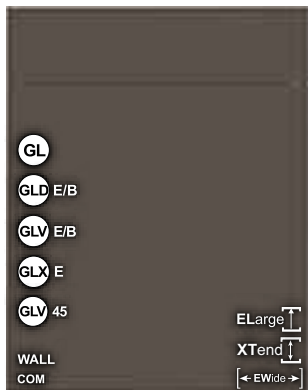 GL
GLD E/B
GLV E/B
GLX E
GLV 45
ELarge
XTend
WALL
COM
EWide